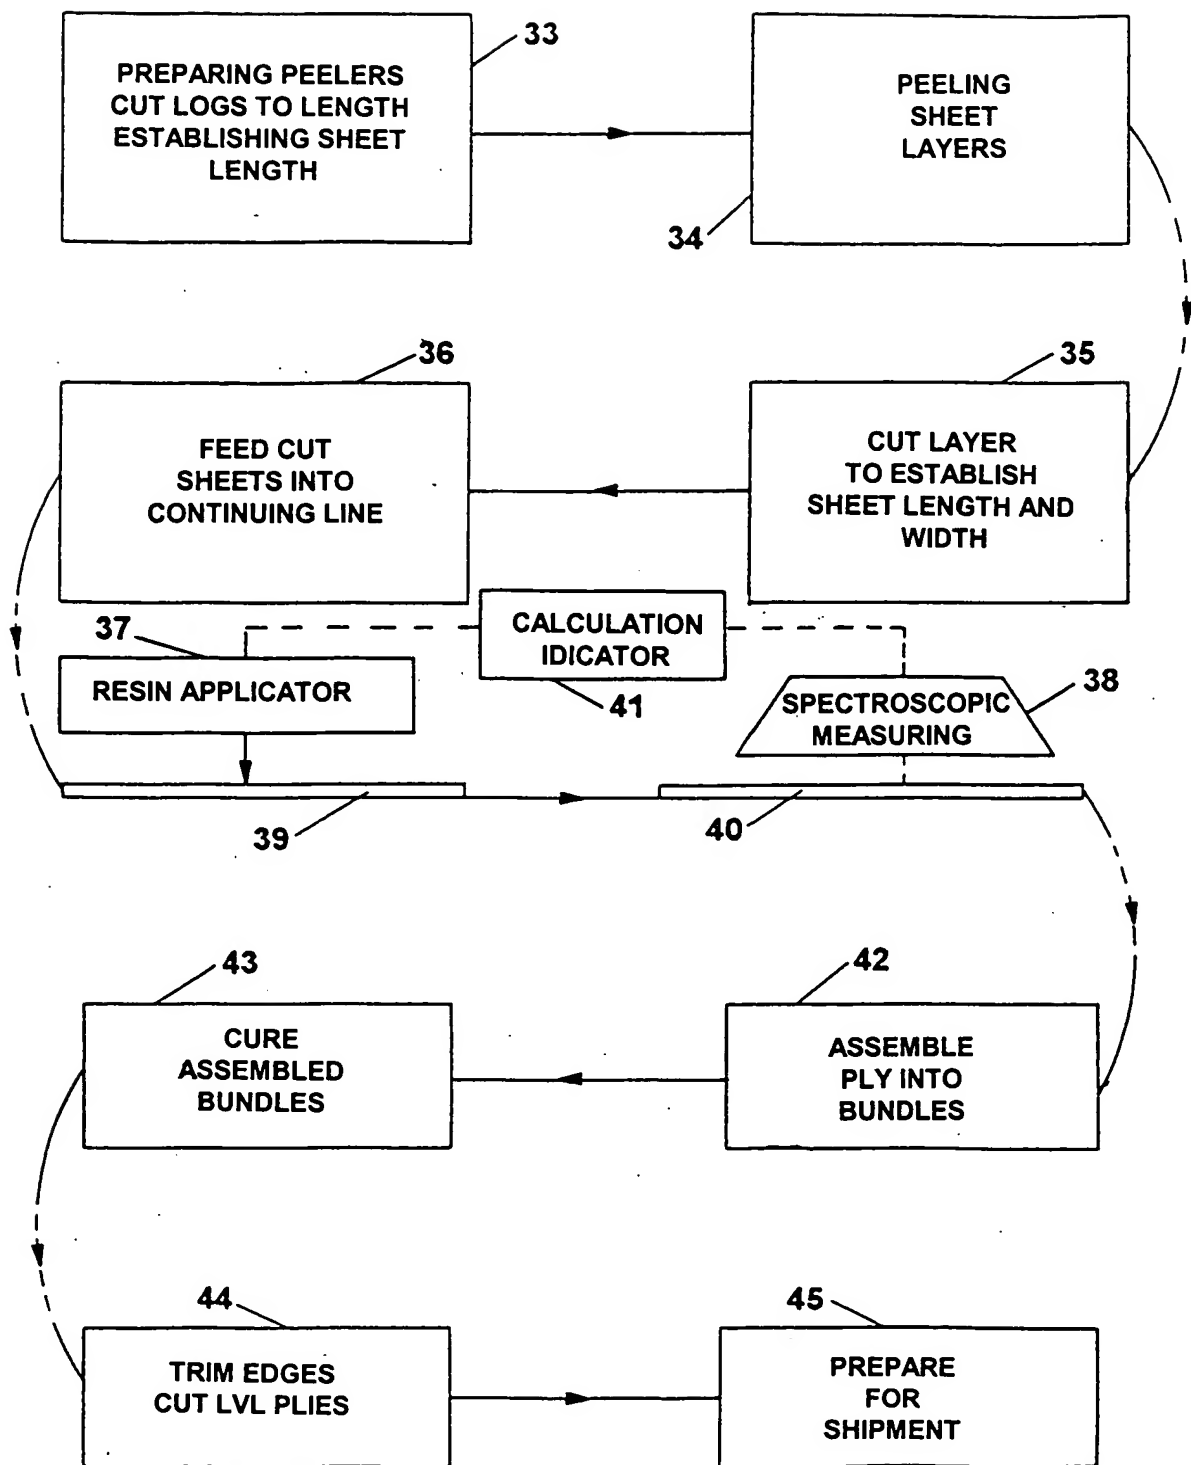 33
PREPARING PEELERS
CUT LOGS TO LENGTH
ESTABLISHING SHEET
LENGTH
PEELING
SHEET
LAYERS
34
36
FEED CUT
SHEETS INTO
CONTINUING LINE
35
CUT LAYER
TO ESTABLISH
SHEET LENGTH AND
WIDTH
37
RESIN APPLICATOR
CALCULATION
IDICATOR
41
SPECTROSCOPIC
MEASURING
38
39
40
43
CURE
ASSEMBLED
BUNDLES
42
ASSEMBLE
PLY INTO
BUNDLES
44
TRIM EDGES
CUT LVL PLIES
45
PREPARE
FOR
SHIPMENT